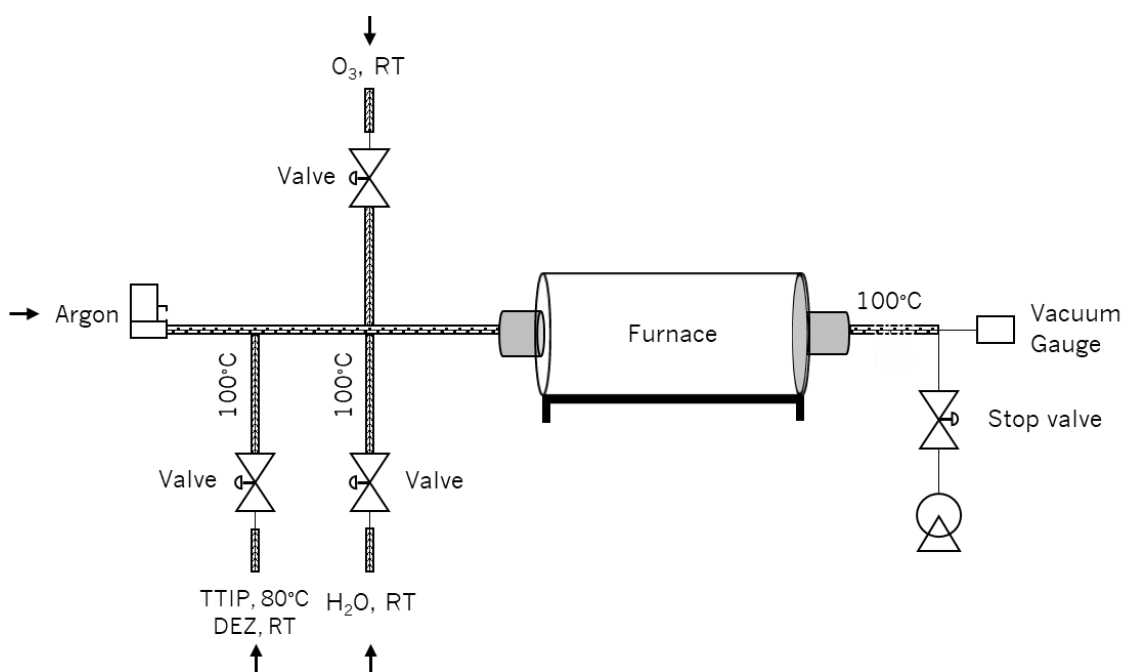 O₃, RT
Valve
Argon
100°C
100°C
Furnace
100°C
Vacuum
Gauge
Stop valve
Valve
Valve
TTIP, 80°C
DEZ, RT
H₂O, RT